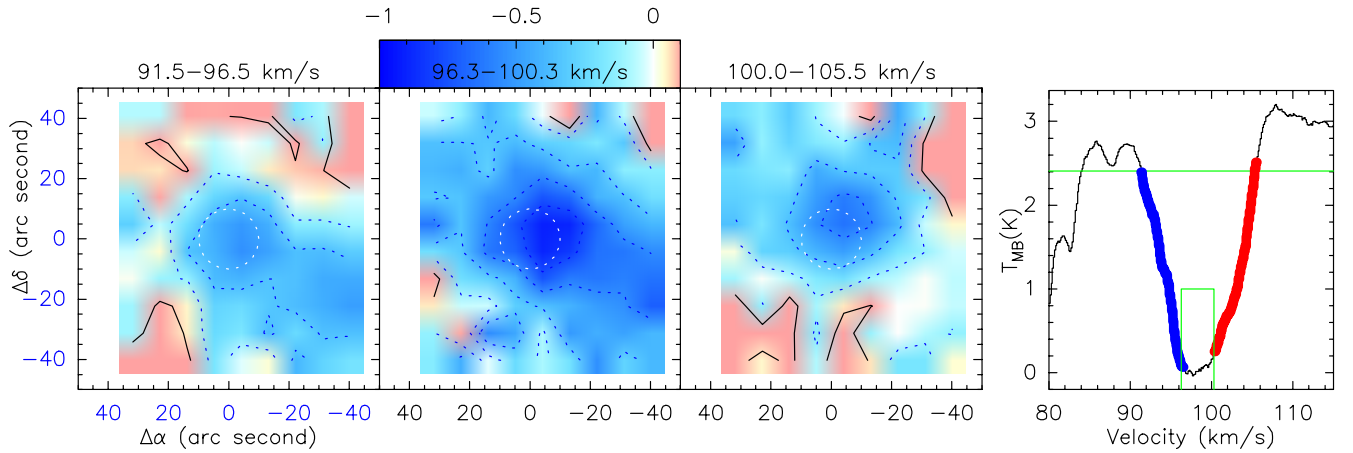 −1 −0.5 0
91.5−96.5 km/s 96.3−100.3 km/s 100.0−105.5 km/s
40
20
0
−20
−40
Δδ (arc second)
40 20 0 −20 −40
40 20 0 −20 −40
40 20 0 −20 −40
Δα (arc second)
3
2
1
0
T_MB(K)
80 90 100 110
Velocity (km/s)